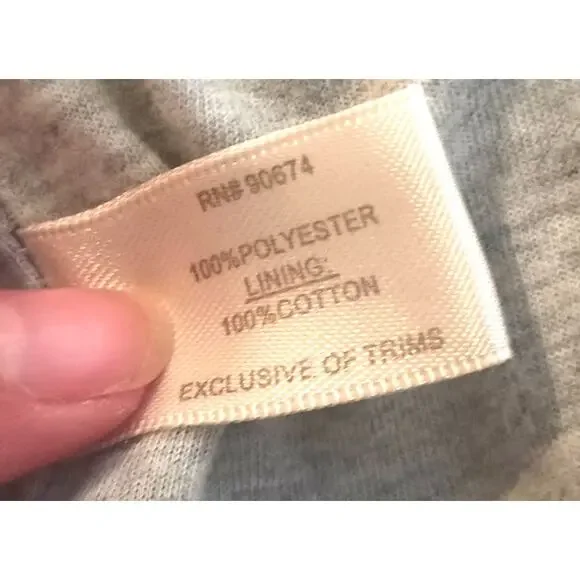 RN# 90674
100%POLYESTER
LINING:
100%COTTON
EXCLUSIVE OF TRIMS